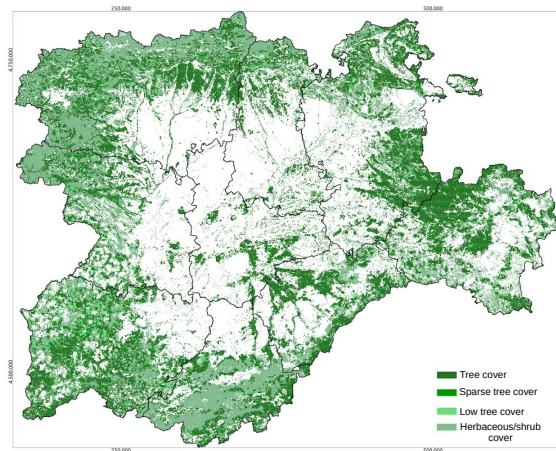 250,000 500,000
4,750,000
4,500,000
Tree cover
Sparse tree cover
Low tree cover
Herbaceous/shrub
cover
250,000 500,000